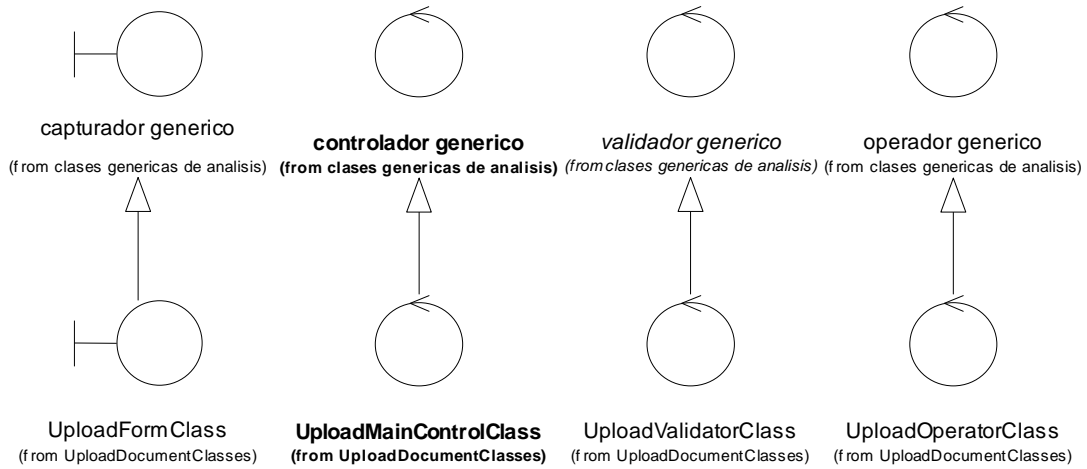 capturador generico
(from clases genericas de analisis)
controlador generico
(from clases genericas de analisis)
validador generico
(from clases genericas de analisis)
operador generico
(from clases genericas de analisis)
UploadFormClass
(from UploadDocumentClasses)
UploadMainControlClass
(from UploadDocumentClasses)
UploadValidatorClass
(from UploadDocumentClasses)
UploadOperatorClass
(from UploadDocumentClasses)